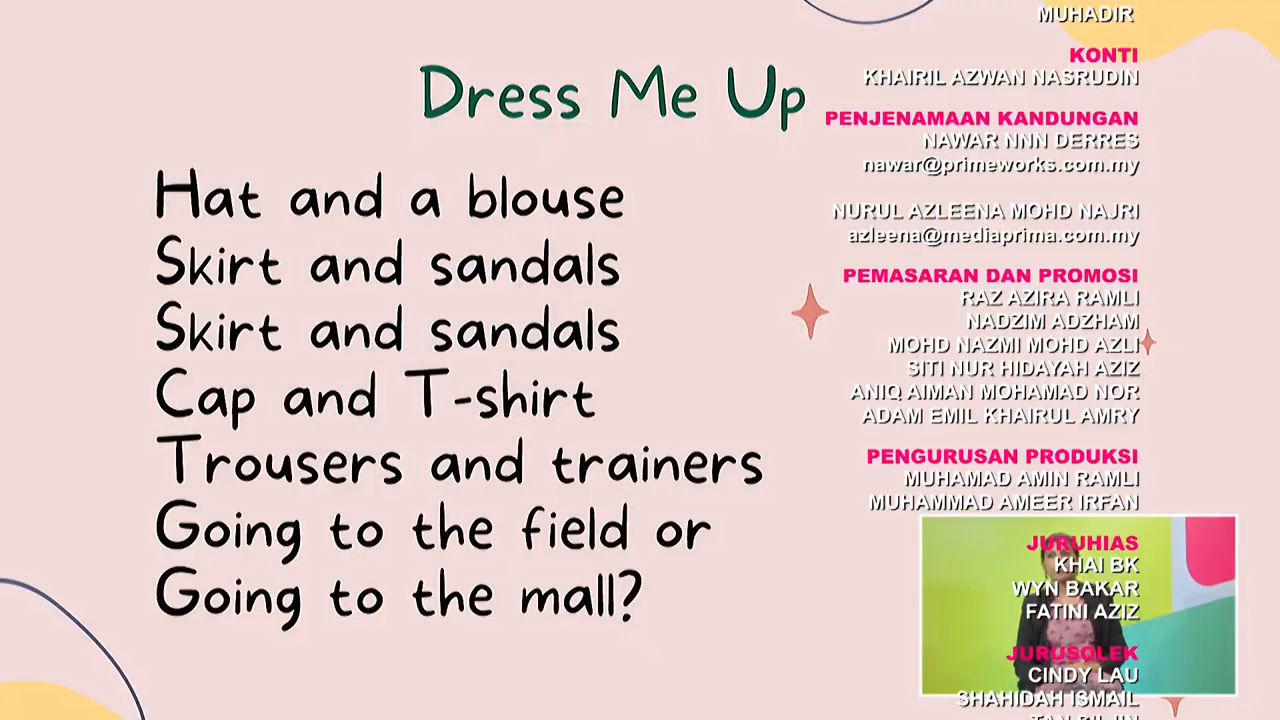 Dress Me Up
Hat and a blouse
Skirt and sandals
Skirt and sandals
Cap and T-shirt
Trousers and trainers
Going to the field or
Going to the mall?
MUHADIR
KONTI
KHAIRIL AZWAN NASRUDIN
PENJENAMAAN KANDUNGAN
NAWAR NNN DERRES
nawar@primeworks.com.my
NURUL AZLEENA MOHD NAJRI
azleena@mediaprima.com.my
PEMASARAN DAN PROMOSI
RAZ AZIRA RAMLI
NADZIM ADZHAM
MOHD NAZMI MOHD AZLI
SITI NUR HIDAYAH AZIZ
ANIQ AIMAN MOHAMAD NOR
ADAM EMIL KHAIRUL AMRY
PENGURUSAN PRODUKSI
MUHAMAD AMIN RAMLI
MUHAMMAD AMEER IRFAN
JURUHIAS
KHAI BK
WYN BAKAR
FATINI AZIZ
JURUSOLEK
CINDY LAU
SHAHIDAH ISMAIL